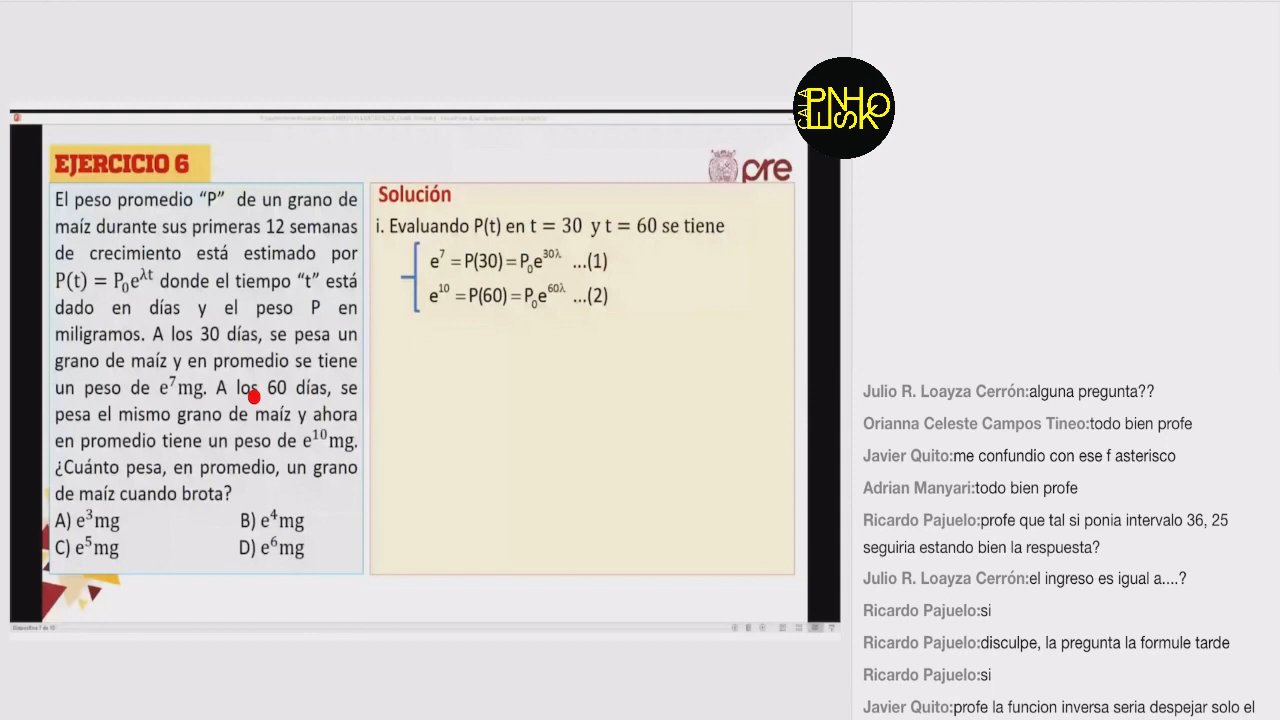 EJERCICIO 6
pre
El peso promedio “P” de un grano de
maíz durante sus primeras 12 semanas
de crecimiento está estimado por
P(t) = P₀e^λt donde el tiempo “t” está
dado en días y el peso P en
miligramos. A los 30 días, se pesa un
grano de maíz y en promedio se tiene
un peso de e⁷mg. A los 60 días, se
pesa el mismo grano de maíz y ahora
en promedio tiene un peso de e¹⁰mg.
¿Cuánto pesa, en promedio, un grano
de maíz cuando brota?
A) e³mg B) e⁴mg
C) e⁵mg D) e⁶mg
Solución
i. Evaluando P(t) en t = 30 y t = 60 se tiene
e⁷ = P(30) = P₀e^30λ ...(1)
e¹⁰ = P(60) = P₀e^60λ ...(2)
Julio R. Loayza Cerrón:alguna pregunta??
Orianna Celeste Campos Tineo:todo bien profe
Javier Quito:me confundio con ese f asterisco
Adrian Manyari:todo bien profe
Ricardo Pajuelo:profe que tal si ponia intervalo 36, 25
seguiria estando bien la respuesta?
Julio R. Loayza Cerrón:el ingreso es igual a....?
Ricardo Pajuelo:si
Ricardo Pajuelo:disculpe, la pregunta la formule tarde
Ricardo Pajuelo:si
Javier Quito:profe la funcion inversa seria despejar solo el